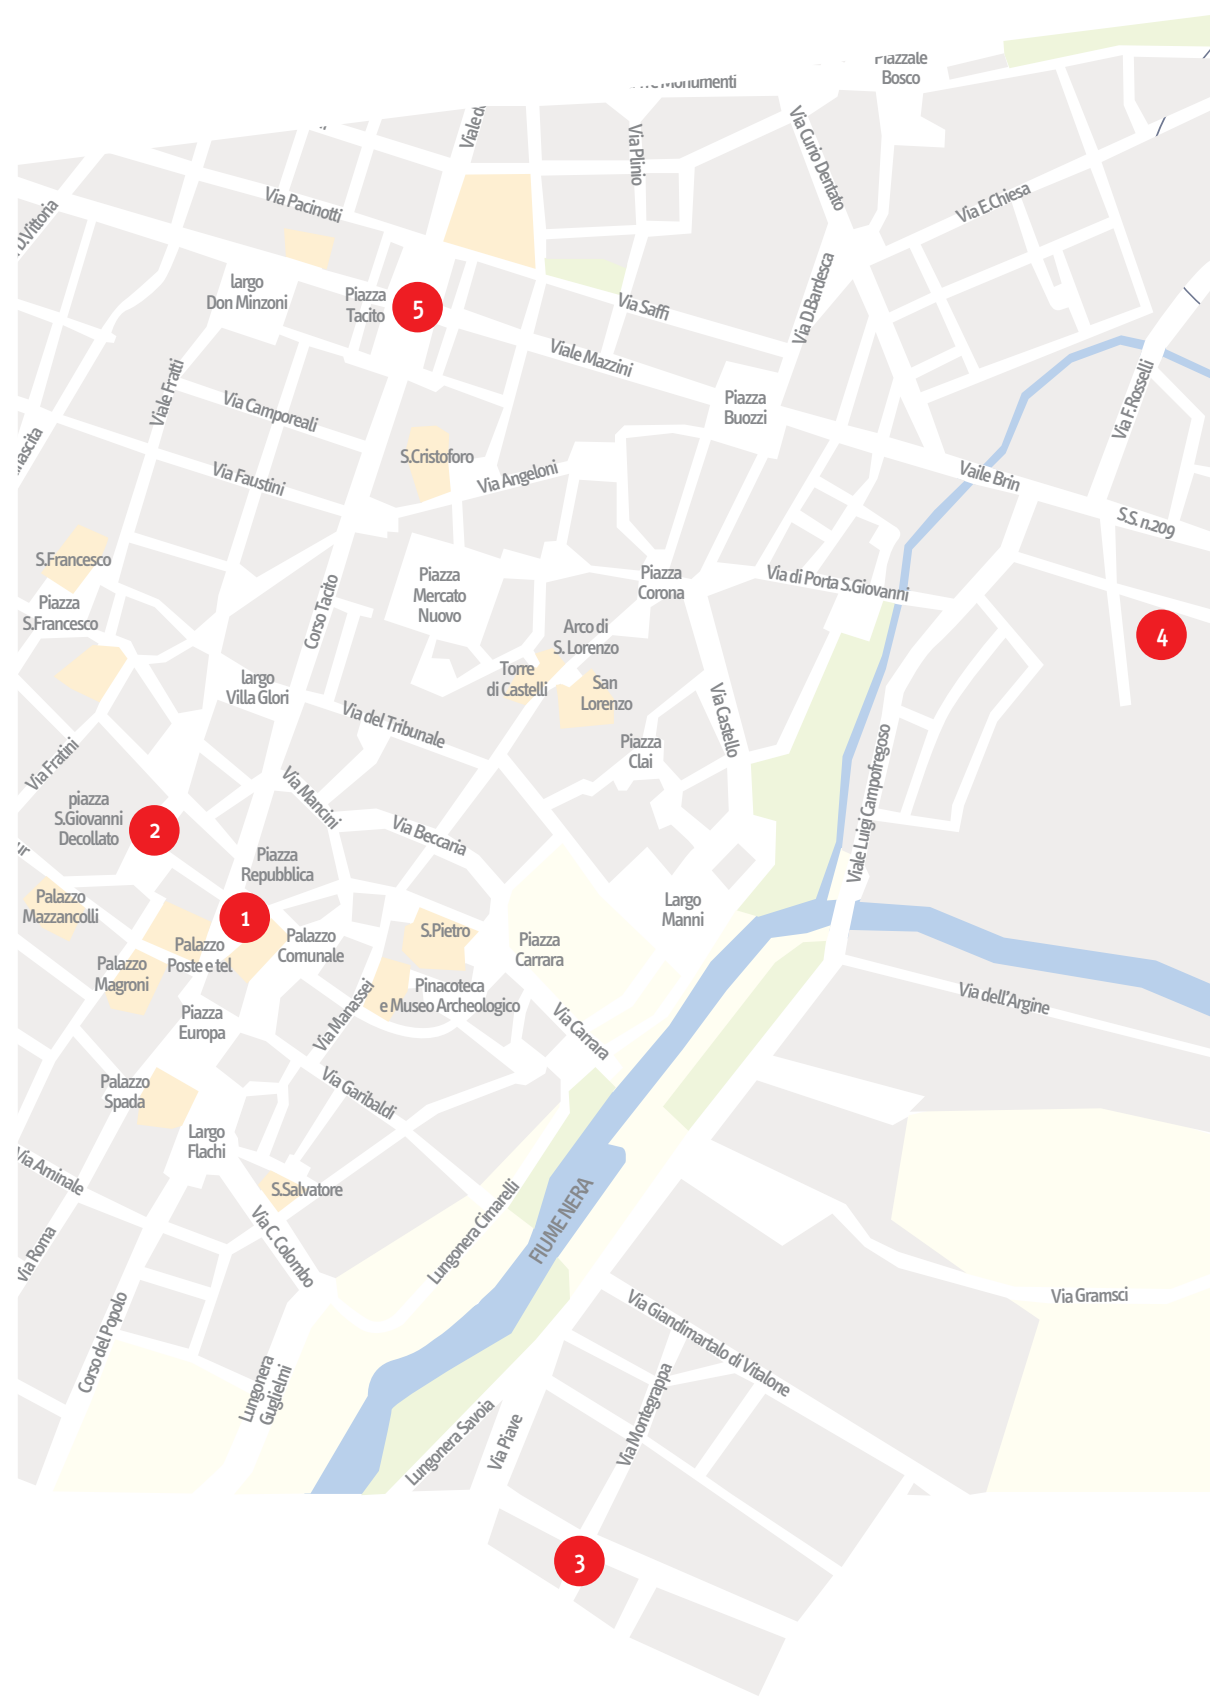 Piazzale
Bosco
Monumenti
Via Plinio
Via Curio Dentato
Via E.Chiesa
Via Pacinotti
D.Vittoria
largo
Don Minzoni
Piazza
Tacito
5
Via Saffi
Via D.Bardesca
Viale Mazzini
Via F.Rosselli
Viale Fratti
Via Camporeali
Piazza
Buozzi
S.Cristoforo
Via Angeloni
Via Faustini
Vaile Brin
S.S. n.209
S.Francesco
Piazza
S.Francesco
Corso Tacito
Piazza
Mercato
Nuovo
Piazza
Corona
Via di Porta S.Giovanni
4
Arco di
S. Lorenzo
Torre
di Castelli
San
Lorenzo
largo
Villa Glori
Via del Tribunale
Via Castello
Piazza
Clai
Via Fratini
Via Mancini
Viale Luigi Campofregoso
piazza
S.Giovanni
Decollato
2
Via Beccaria
Piazza
Repubblica
Palazzo
Mazzancolli
1
Largo
Manni
S.Pietro
Palazzo
Poste e tel
Palazzo
Comunale
Piazza
Carrara
Palazzo
Magroni
Pinacoteca
e Museo Archeologico
Via dell'Argine
Piazza
Europa
Via Manassei
Via Carrara
Palazzo
Spada
Via Garibaldi
Largo
Flachi
Via Aminale
S.Salvatore
Via C. Colombo
Lungonera Cimarelli
FIUME NERA
Via Roma
Via Gramsci
Corso del Popolo
Via Giandimartalo di Vitalone
Lungonera
Guglielmi
Lungonera Savoia
Via Piave
Via Montegrappa
3